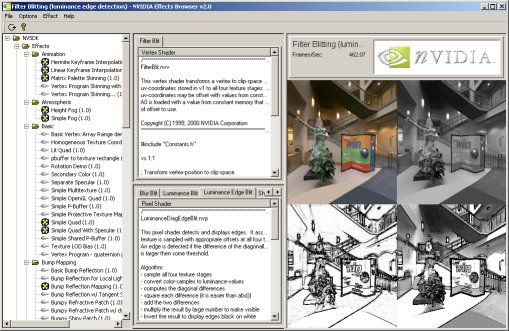 Filter Blitting (luminance edge detection) - NVIDIA Effects Browser v2.0
File Options Effect Help
NVSDK
Effects
Animation
Hermite Keyframe Interpolati
Linear Keyframe Interpolation
Matrix Palette Skinning (1.0)
Vertex Program Skinning with
Vertex Program Skinning... (1
Atmospheric
Height Fog (1.0)
Simple Fog (1.0)
Basic
Basic Vertex Array Range der
Homogeneous Texture Coord
Lit Quad (1.0)
pbuffer to texture rectangle (
Rotation Demo (1.0)
Secondary Color (1.0)
Separate Specular (1.0)
Simple Multitexture (1.0)
Simple OpenGL Quad (1.0)
Simple P-Buffer (1.0)
Simple Projective Texture Map
Simple Quad (1.0)
Simple Quad With Specular (
Simple Shared P-Buffer (1.0)
Texture LOD Bias (1.0)
Vertex Program - quaternion p
Bump Mapping
Basic Bump Reflection (1.0)
Bump Reflection for Local Ligh
Bump Reflection Mapping (1.0
Bump Reflection w/ Tangent S
Bumpy Refractive Patch (1.0)
Bumpy Shiny Patch (1.0)
Filter Blit
Vertex Shader
FilterBlit.nvv
This vertex shader transforms a vertex to clip-space
uv-coordinates stored in v1 to all four texture stages.
uv-coordinates may be offset with values from const
A0 is loaded with a value from constant memory that
of offset to use.
Copyright (C) 1999, 2000 NVIDIA Corporation
#include "Constants.h"
vs.1.1
; Transform vertex-position to clip-space
Blur Blit Luminance Blit Luminance Edge Blit Sh
Pixel Shader
LuminanceDiagEdgeBlit.nvp
This pixel shader detects and displays edges. It ass
texture is sampled with appropriate offsets at all four t
An edge is detected if the difference of the diagonall
is larger then some threshold.
Algorithm:
- sample all four texture stages
- convert color-samples to luminance-values
- computes the diagonal differences
- square each difference (it is easier than abs())
- add the two differences
- multiply the result by large number to make visible
- Invert the result to display edges black on white
Filter Blitting (lumin...
Frames/Sec: 462.07
NVIDIA.
win
win
win
win